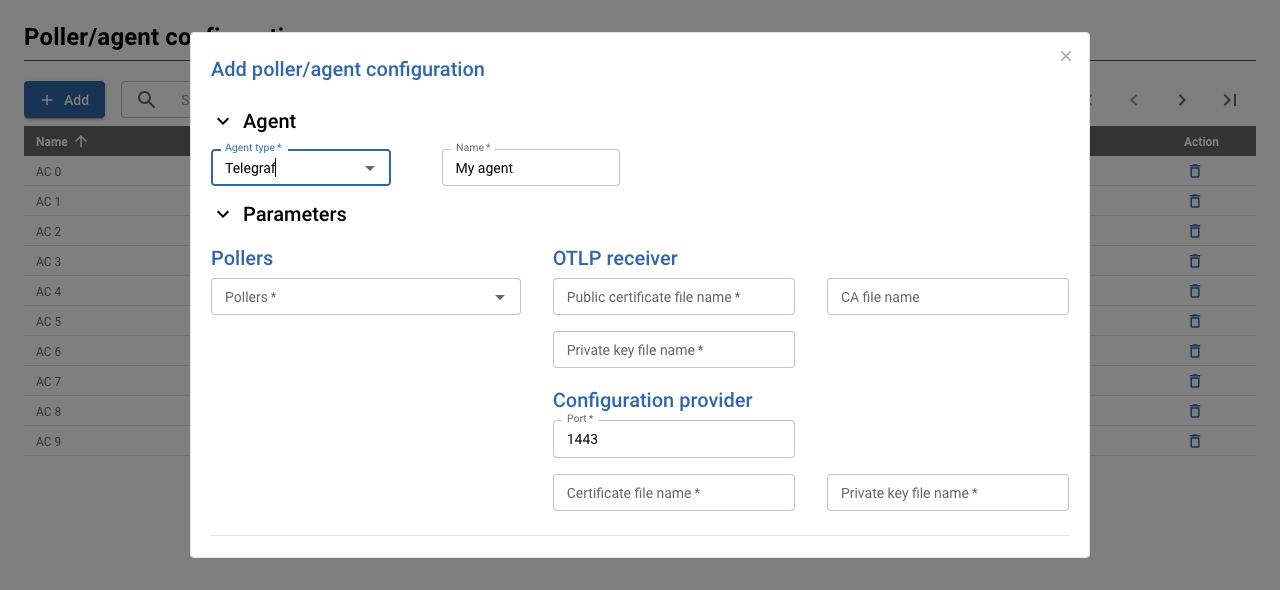 Poller/agent co
Add poller/agent configuration
Add
Name
Action
AC 0
AC 1
AC 2
AC 3
AC 4
AC 5
AC 6
AC 7
AC 8
AC 9
Agent
Agent type *
Telegraf
Name *
My agent
Parameters
Pollers
Pollers *
OTLP receiver
Public certificate file name *
CA file name
Private key file name *
Configuration provider
Port *
1443
Certificate file name *
Private key file name *